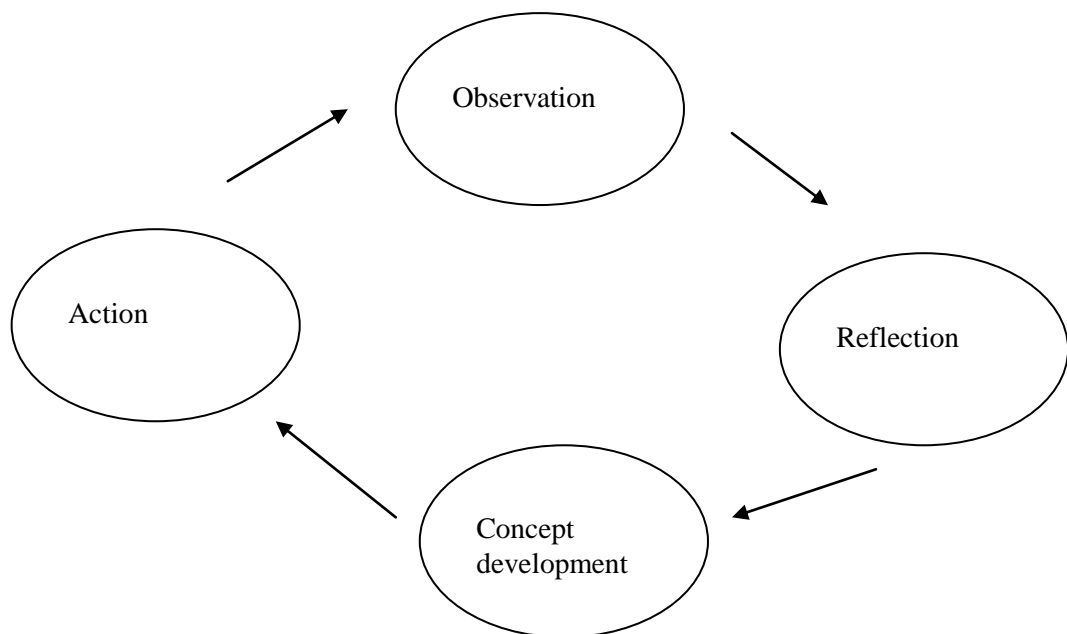 Observation
Action
Reflection
Concept
development